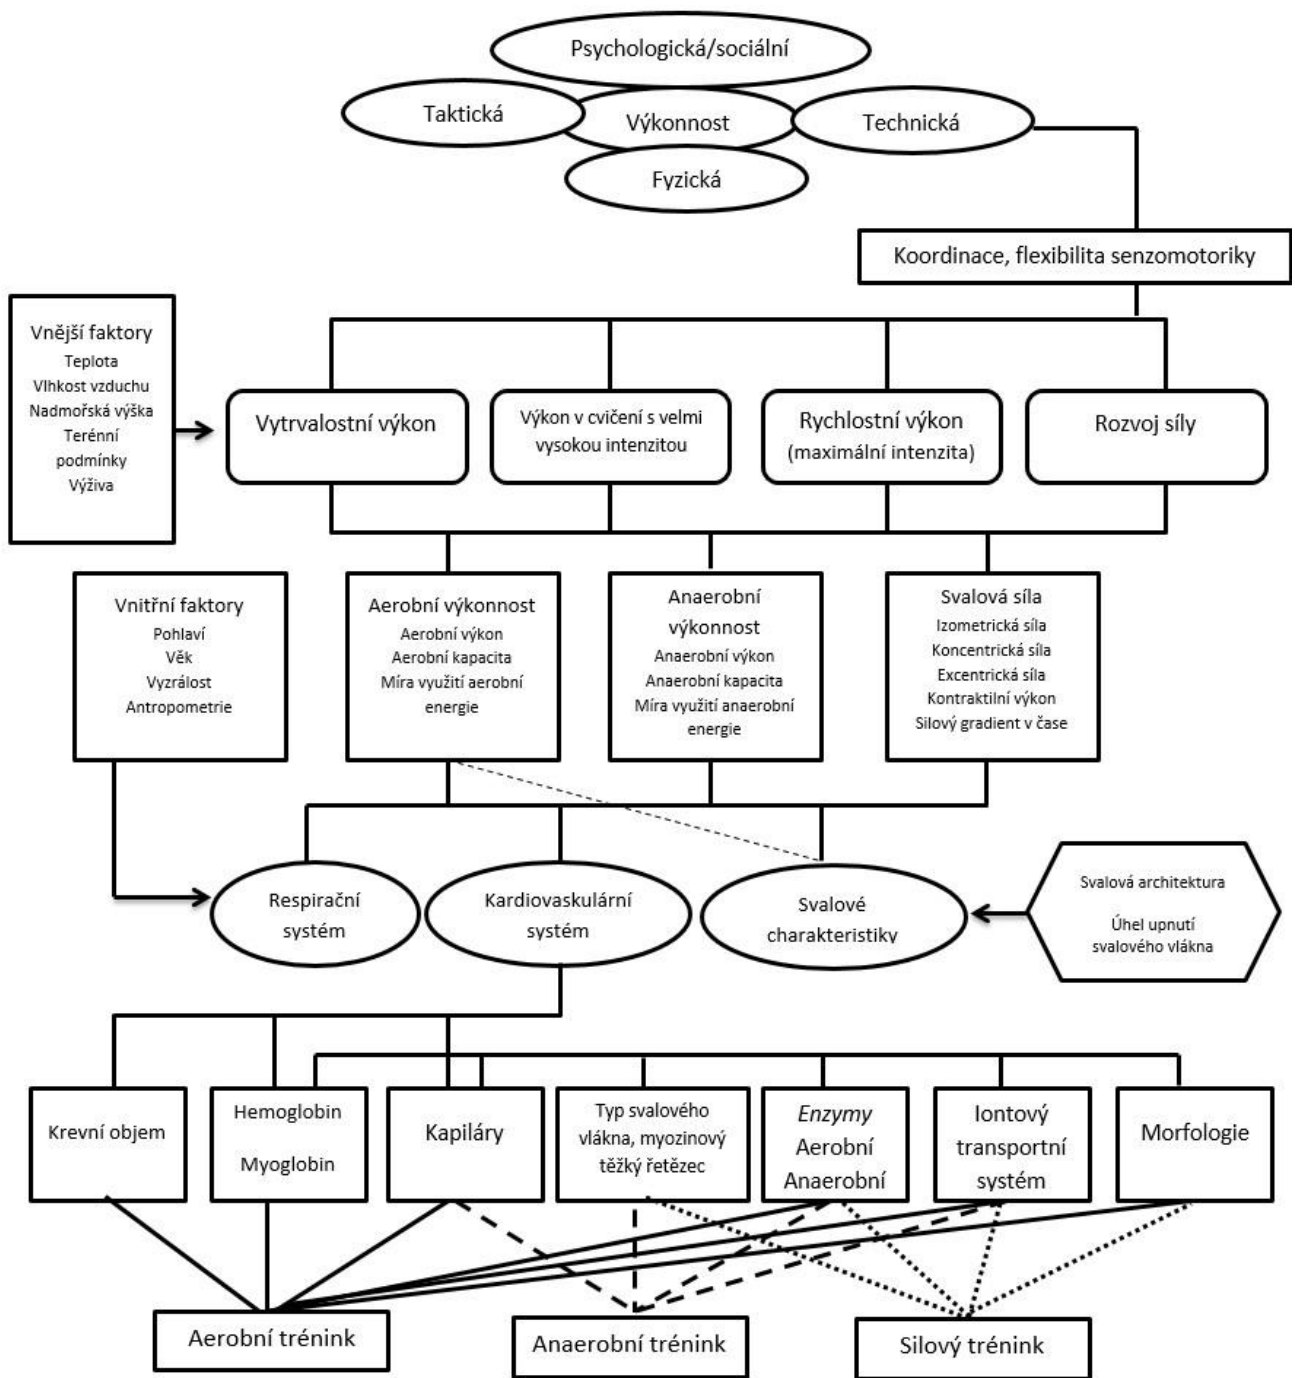 Psychologická/sociální
Taktická
Výkonnost
Technická
Fyzická
Koordinace, flexibilita senzomotoriky
Vnější faktory
Teplota
Vlhkost vzduchu
Nadmořská výška
Terénní
podmínky
Výživa
Vytrvalostní výkon
Výkon v cvičení s velmi
vysokou intenzitou
Rychlostní výkon
(maximální intenzita)
Rozvoj síly
Vnitřní faktory
Pohlaví
Věk
Vyzrálost
Antropometrie
Aerobní výkonnost
Aerobní výkon
Aerobní kapacita
Míra využití aerobní
energie
Anaerobní
výkonnost
Anaerobní výkon
Anaerobní kapacita
Míra využití anaerobní
energie
Svalová síla
Izometrická síla
Koncentrická síla
Excentrická síla
Kontraktilní výkon
Silový gradient v čase
Respirační
systém
Kardiovaskulární
systém
Svalové
charakteristiky
Svalová architektura
Úhel upnutí
svalového vlákna
Krevní objem
Hemoglobin
Myoglobin
Kapiláry
Typ svalového
vlákna, myozinový
těžký řetězec
Enzymy
Aerobní
Anaerobní
Iontový
transportní
systém
Morfologie
Aerobní trénink
Anaerobní trénink
Silový trénink